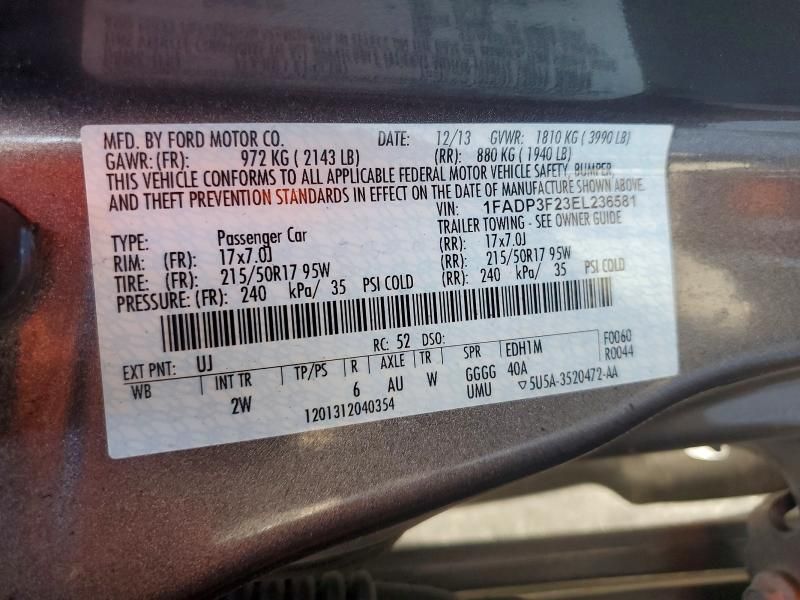 MFD. BY FORD MOTOR CO. DATE: 12/13 GVWR: 1810 KG ( 3990 LB)
GAWR: (FR): 972 KG ( 2143 LB) (RR): 880 KG ( 1940 LB)
THIS VEHICLE CONFORMS TO ALL APPLICABLE FEDERAL MOTOR VEHICLE SAFETY, BUMPER,
AND THEFT PREVENTION STANDARDS IN EFFECT ON THE DATE OF MANUFACTURE SHOWN ABOVE.
VIN: 1FADP3F23EL236581
TYPE: Passenger Car TRAILER TOWING - SEE OWNER GUIDE
RIM: (FR): 17x7.0J (RR): 17x7.0J
TIRE: (FR): 215/50R17 95W (RR): 215/50R17 95W
PRESSURE: (FR): 240 kPa/ 35 PSI COLD (RR): 240 kPa/ 35 PSI COLD
RC: 52 DSO:
EXT PNT: UJ
WB INT TR TP/PS R AXLE TR SPR EDH1M F0060
2W 6 AU W GGGG 40A R0044
UMU ▽5U5A-3520472-AA
1201312040354